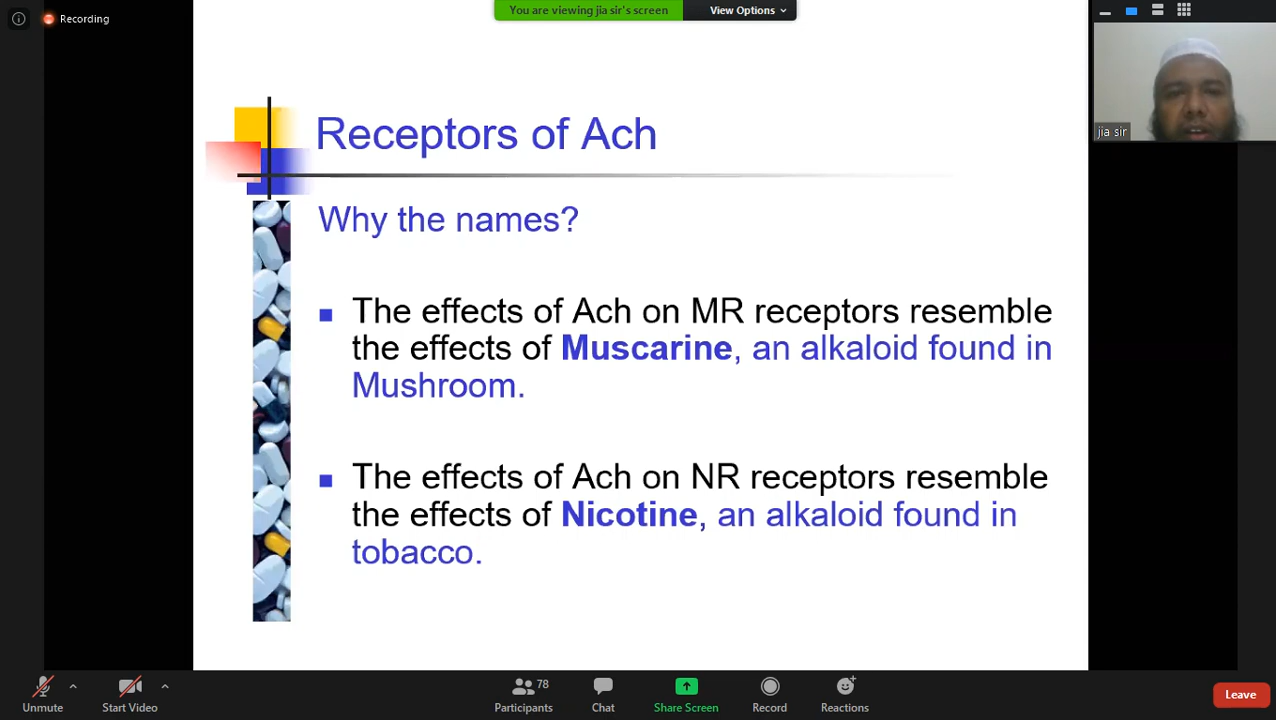 Recording
You are viewing jia sir's screen
View Options
jia sir
Receptors of Ach
Why the names?
The effects of Ach on MR receptors resemble
the effects of Muscarine, an alkaloid found in
Mushroom.
The effects of Ach on NR receptors resemble
the effects of Nicotine, an alkaloid found in
tobacco.
Unmute
Start Video
78
Participants
Chat
Share Screen
Record
Reactions
Leave